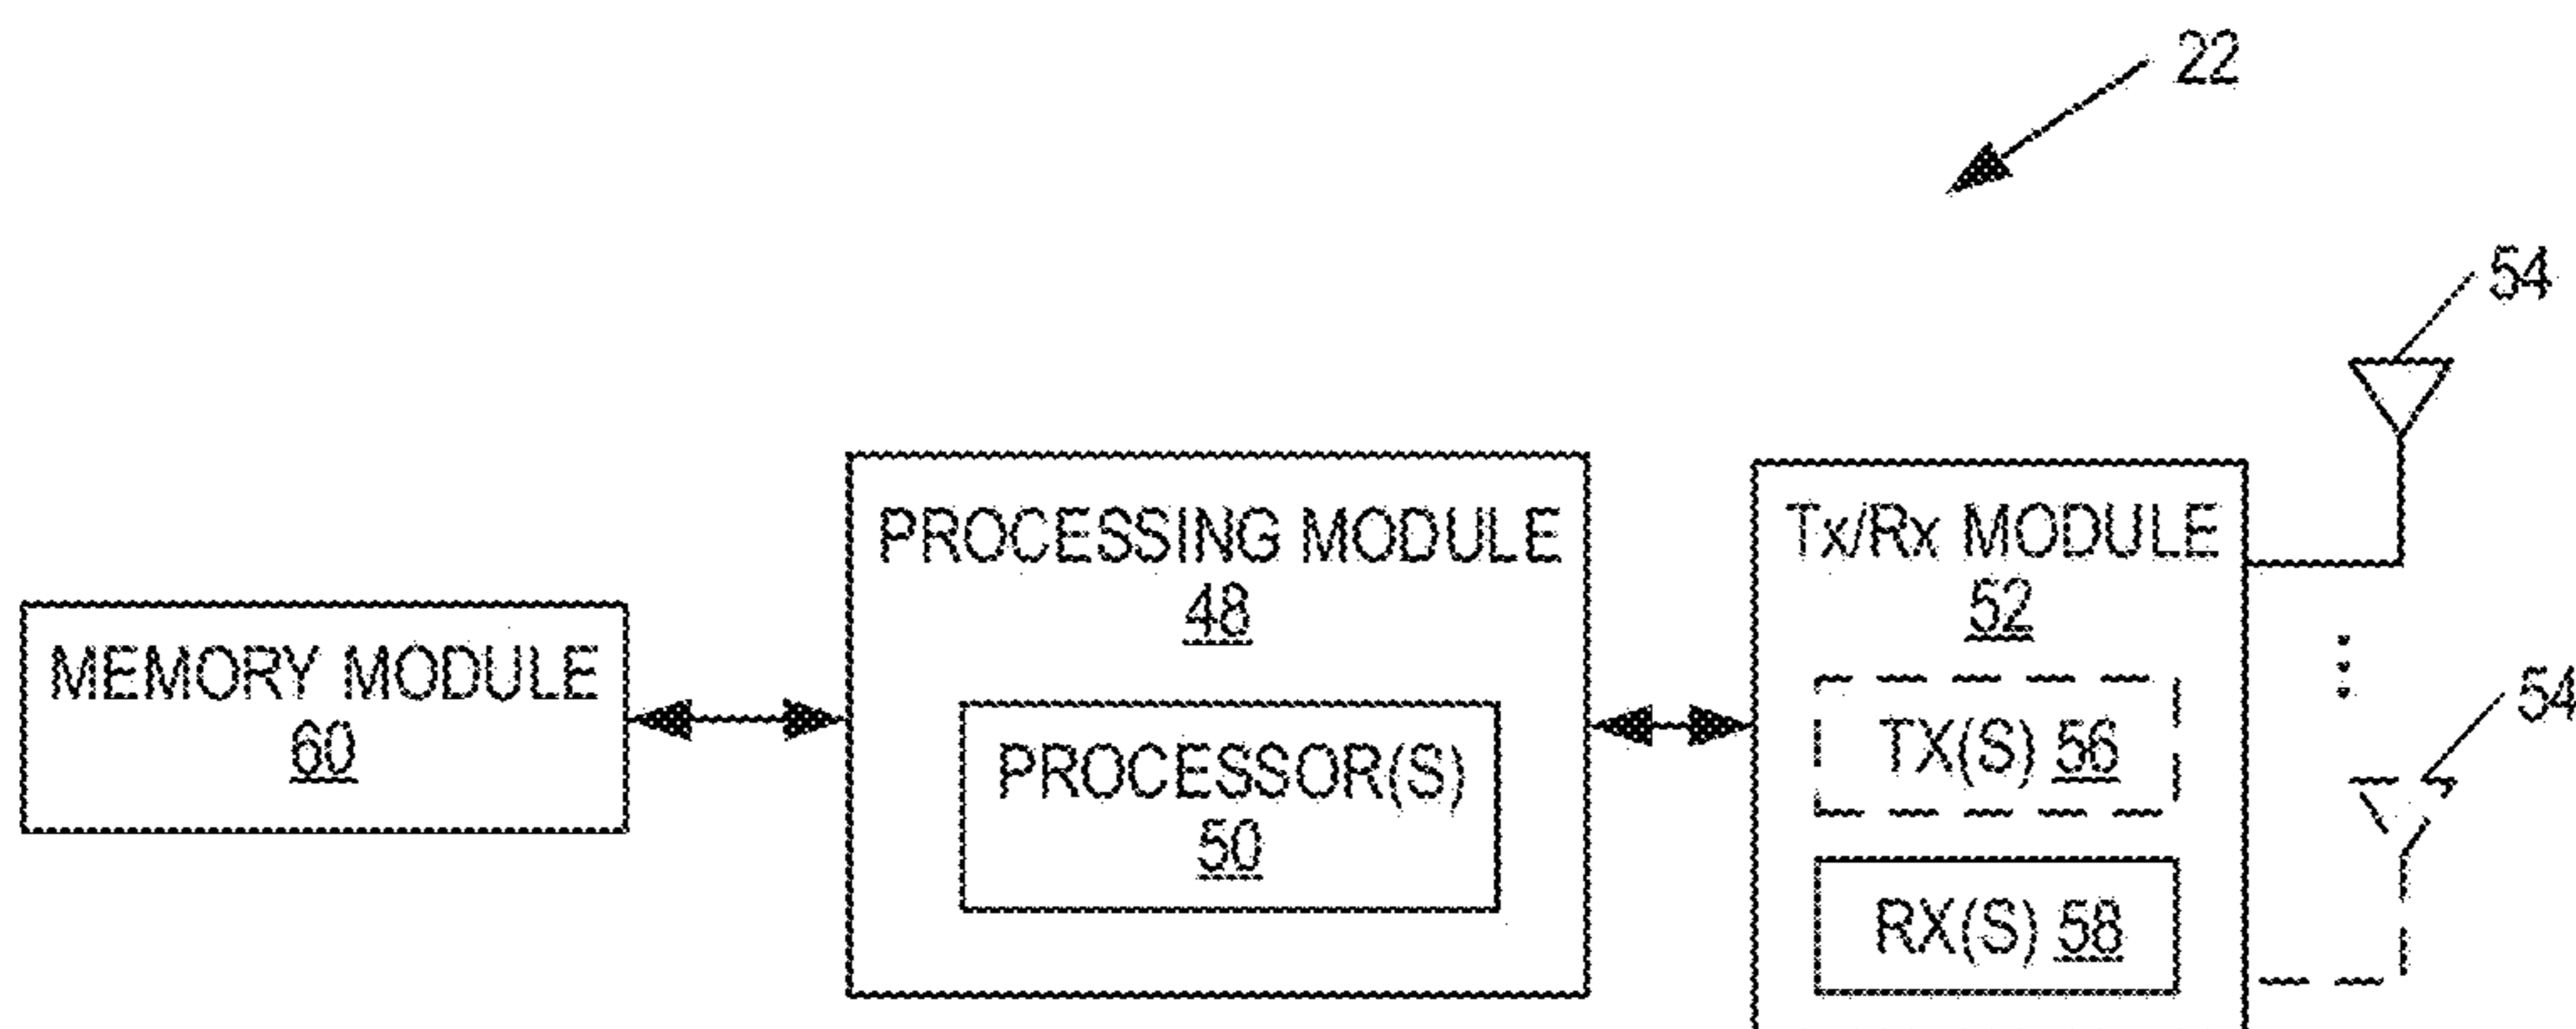 22
54
PROCESSING MODULE
48
Tx/Rx MODULE
52
MEMORY MODULE
60
PROCESSOR(S)
50
TX(S) 56
54
RX(S) 58